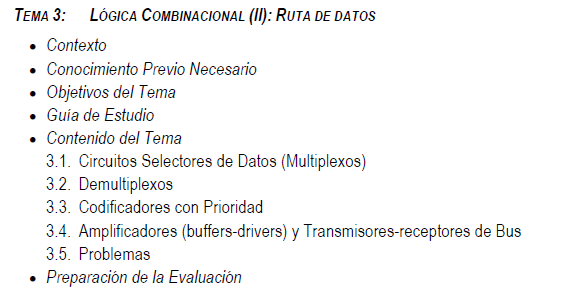 TEMA 3: LÓGICA COMBINACIONAL (II): RUTA DE DATOS
• Contexto
• Conocimiento Previo Necesario
• Objetivos del Tema
• Guía de Estudio
• Contenido del Tema
3.1. Circuitos Selectores de Datos (Multiplexos)
3.2. Demultiplexos
3.3. Codificadores con Prioridad
3.4. Amplificadores (buffers-drivers) y Transmisores-receptores de Bus
3.5. Problemas
• Preparación de la Evaluación